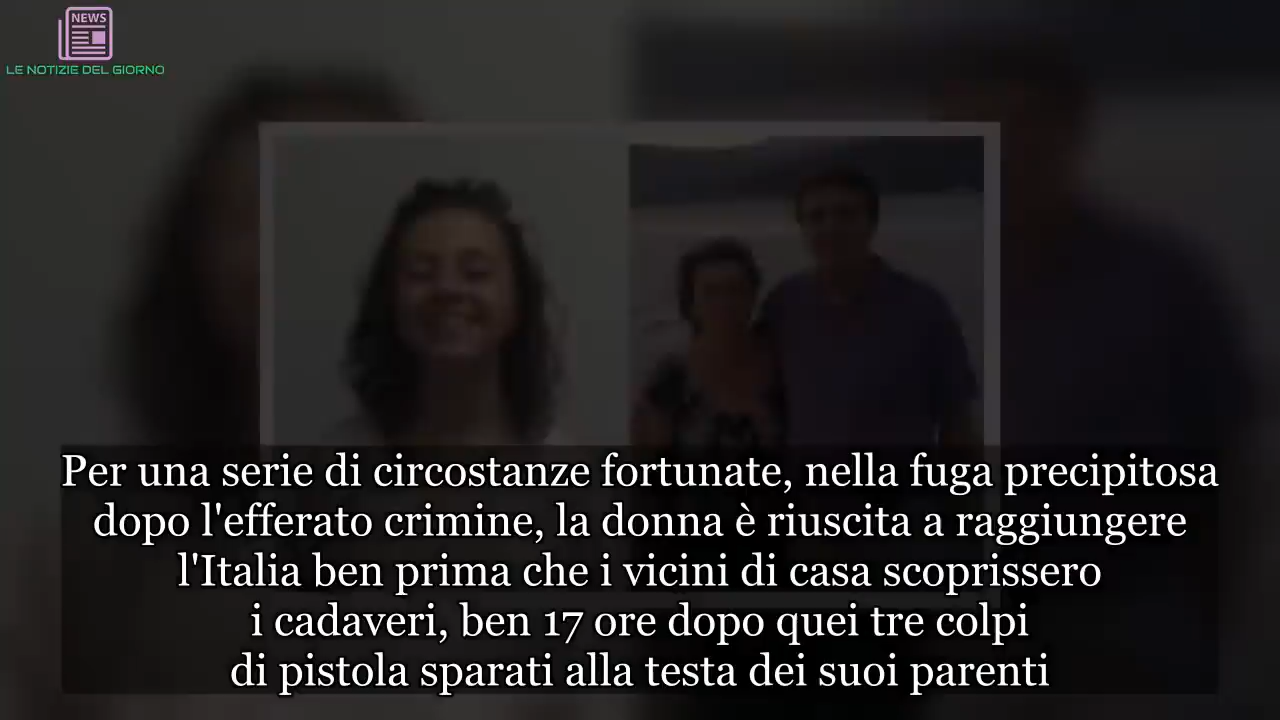 NEWS
LE NOTIZIE DEL GIORNO
Per una serie di circostanze fortunate, nella fuga precipitosa
dopo l'efferato crimine, la donna è riuscita a raggiungere
l'Italia ben prima che i vicini di casa scoprissero
i cadaveri, ben 17 ore dopo quei tre colpi
di pistola sparati alla testa dei suoi parenti